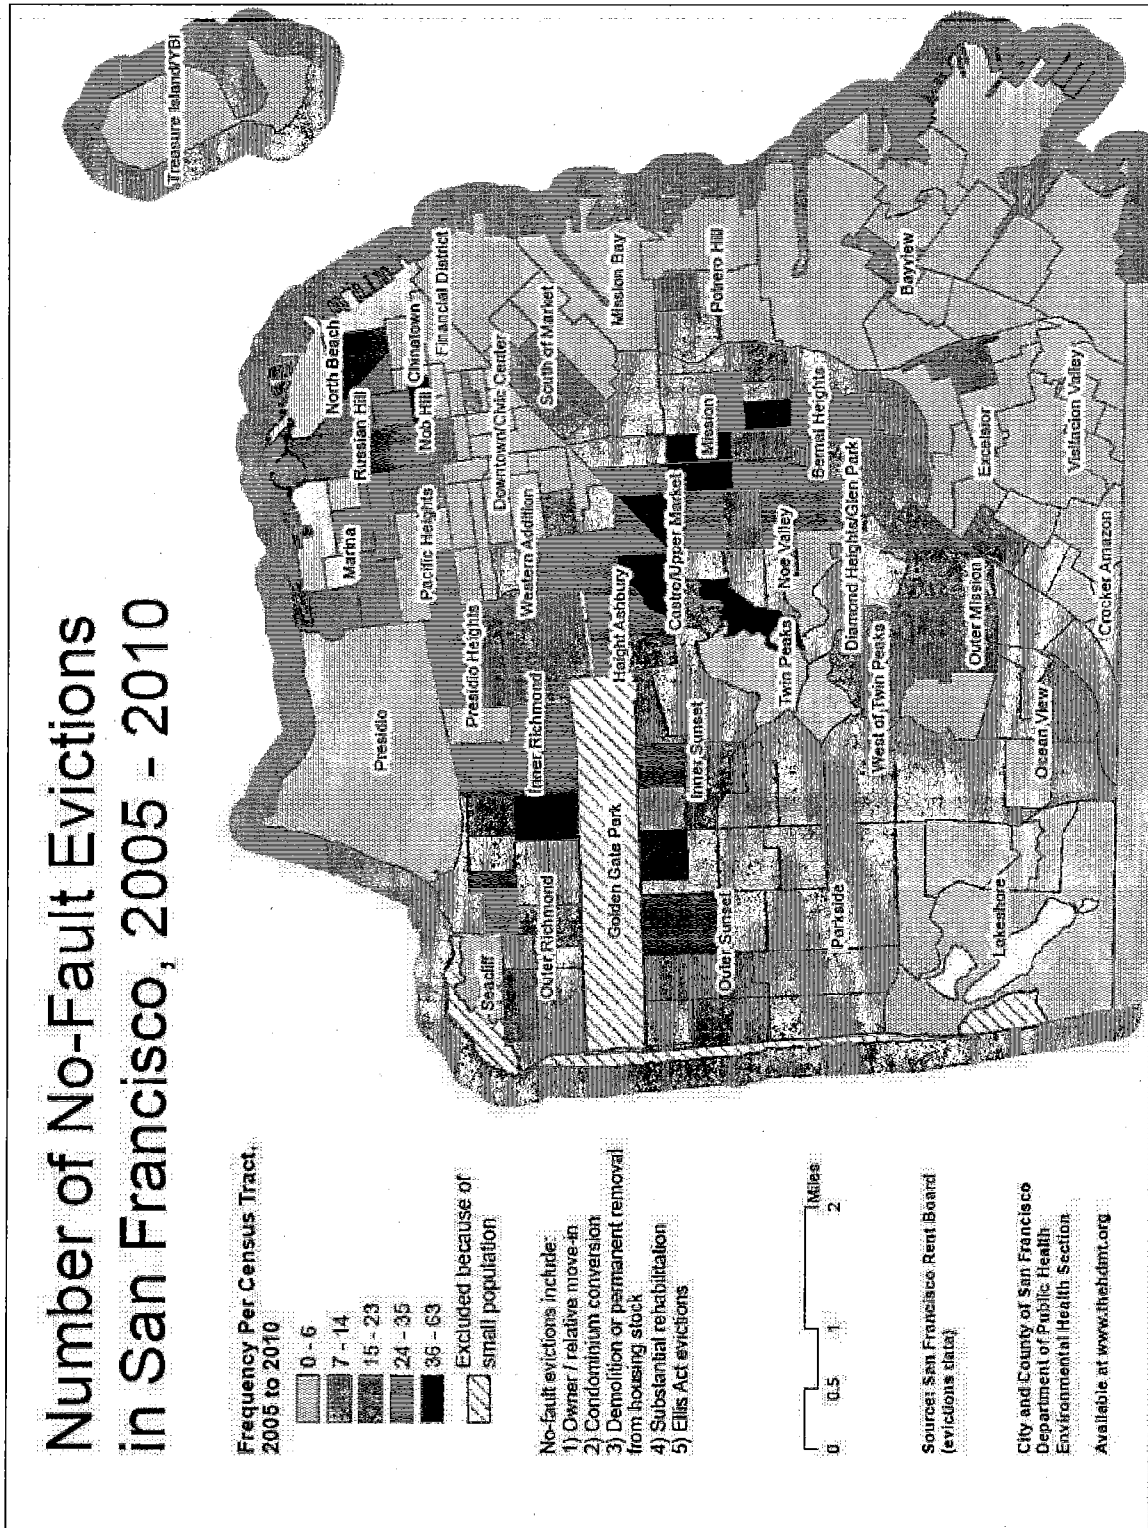 Number of No-Fault Evictions
in San Francisco, 2005 - 2010
Frequency Per Census Tract,
2005 to 2010
0 - 6
7 - 14
15 - 23
24 - 35
36 - 63
Excluded because of
small population
No-fault evictions include:
1) Owner / relative move-in
2) Condominium conversion
3) Demolition or permanent removal
from housing stock
4) Substantial rehabilitation
5) Ellis Act evictions
0 0.5 1 2
Miles
Source: San Francisco Rent Board
(evictions data)
City and County of San Francisco
Department of Public Health
Environmental Health Section
Available at www.thehdmt.org
Treasure Island/YBI
North Beach
Chinatown
Financial District
Russian Hill
Nob Hill
Marina
Pacific Heights
Downtown/Civic Center
South of Market
Mission Bay
Potrero Hill
Presidio
Presidio Heights
Western Addition
Haight Ashbury
Castro/Upper Market
Mission
Bernal Heights
Bayview
Seacliff
Outer Richmond
Inner Richmond
Golden Gate Park
Inner Sunset
Outer Sunset
Twin Peaks
Noe Valley
Diamond Heights/Glen Park
West of Twin Peaks
Parkside
Outer Mission
Excelsior
Visitacion Valley
Lakeshore
Ocean View
Crocker Amazon